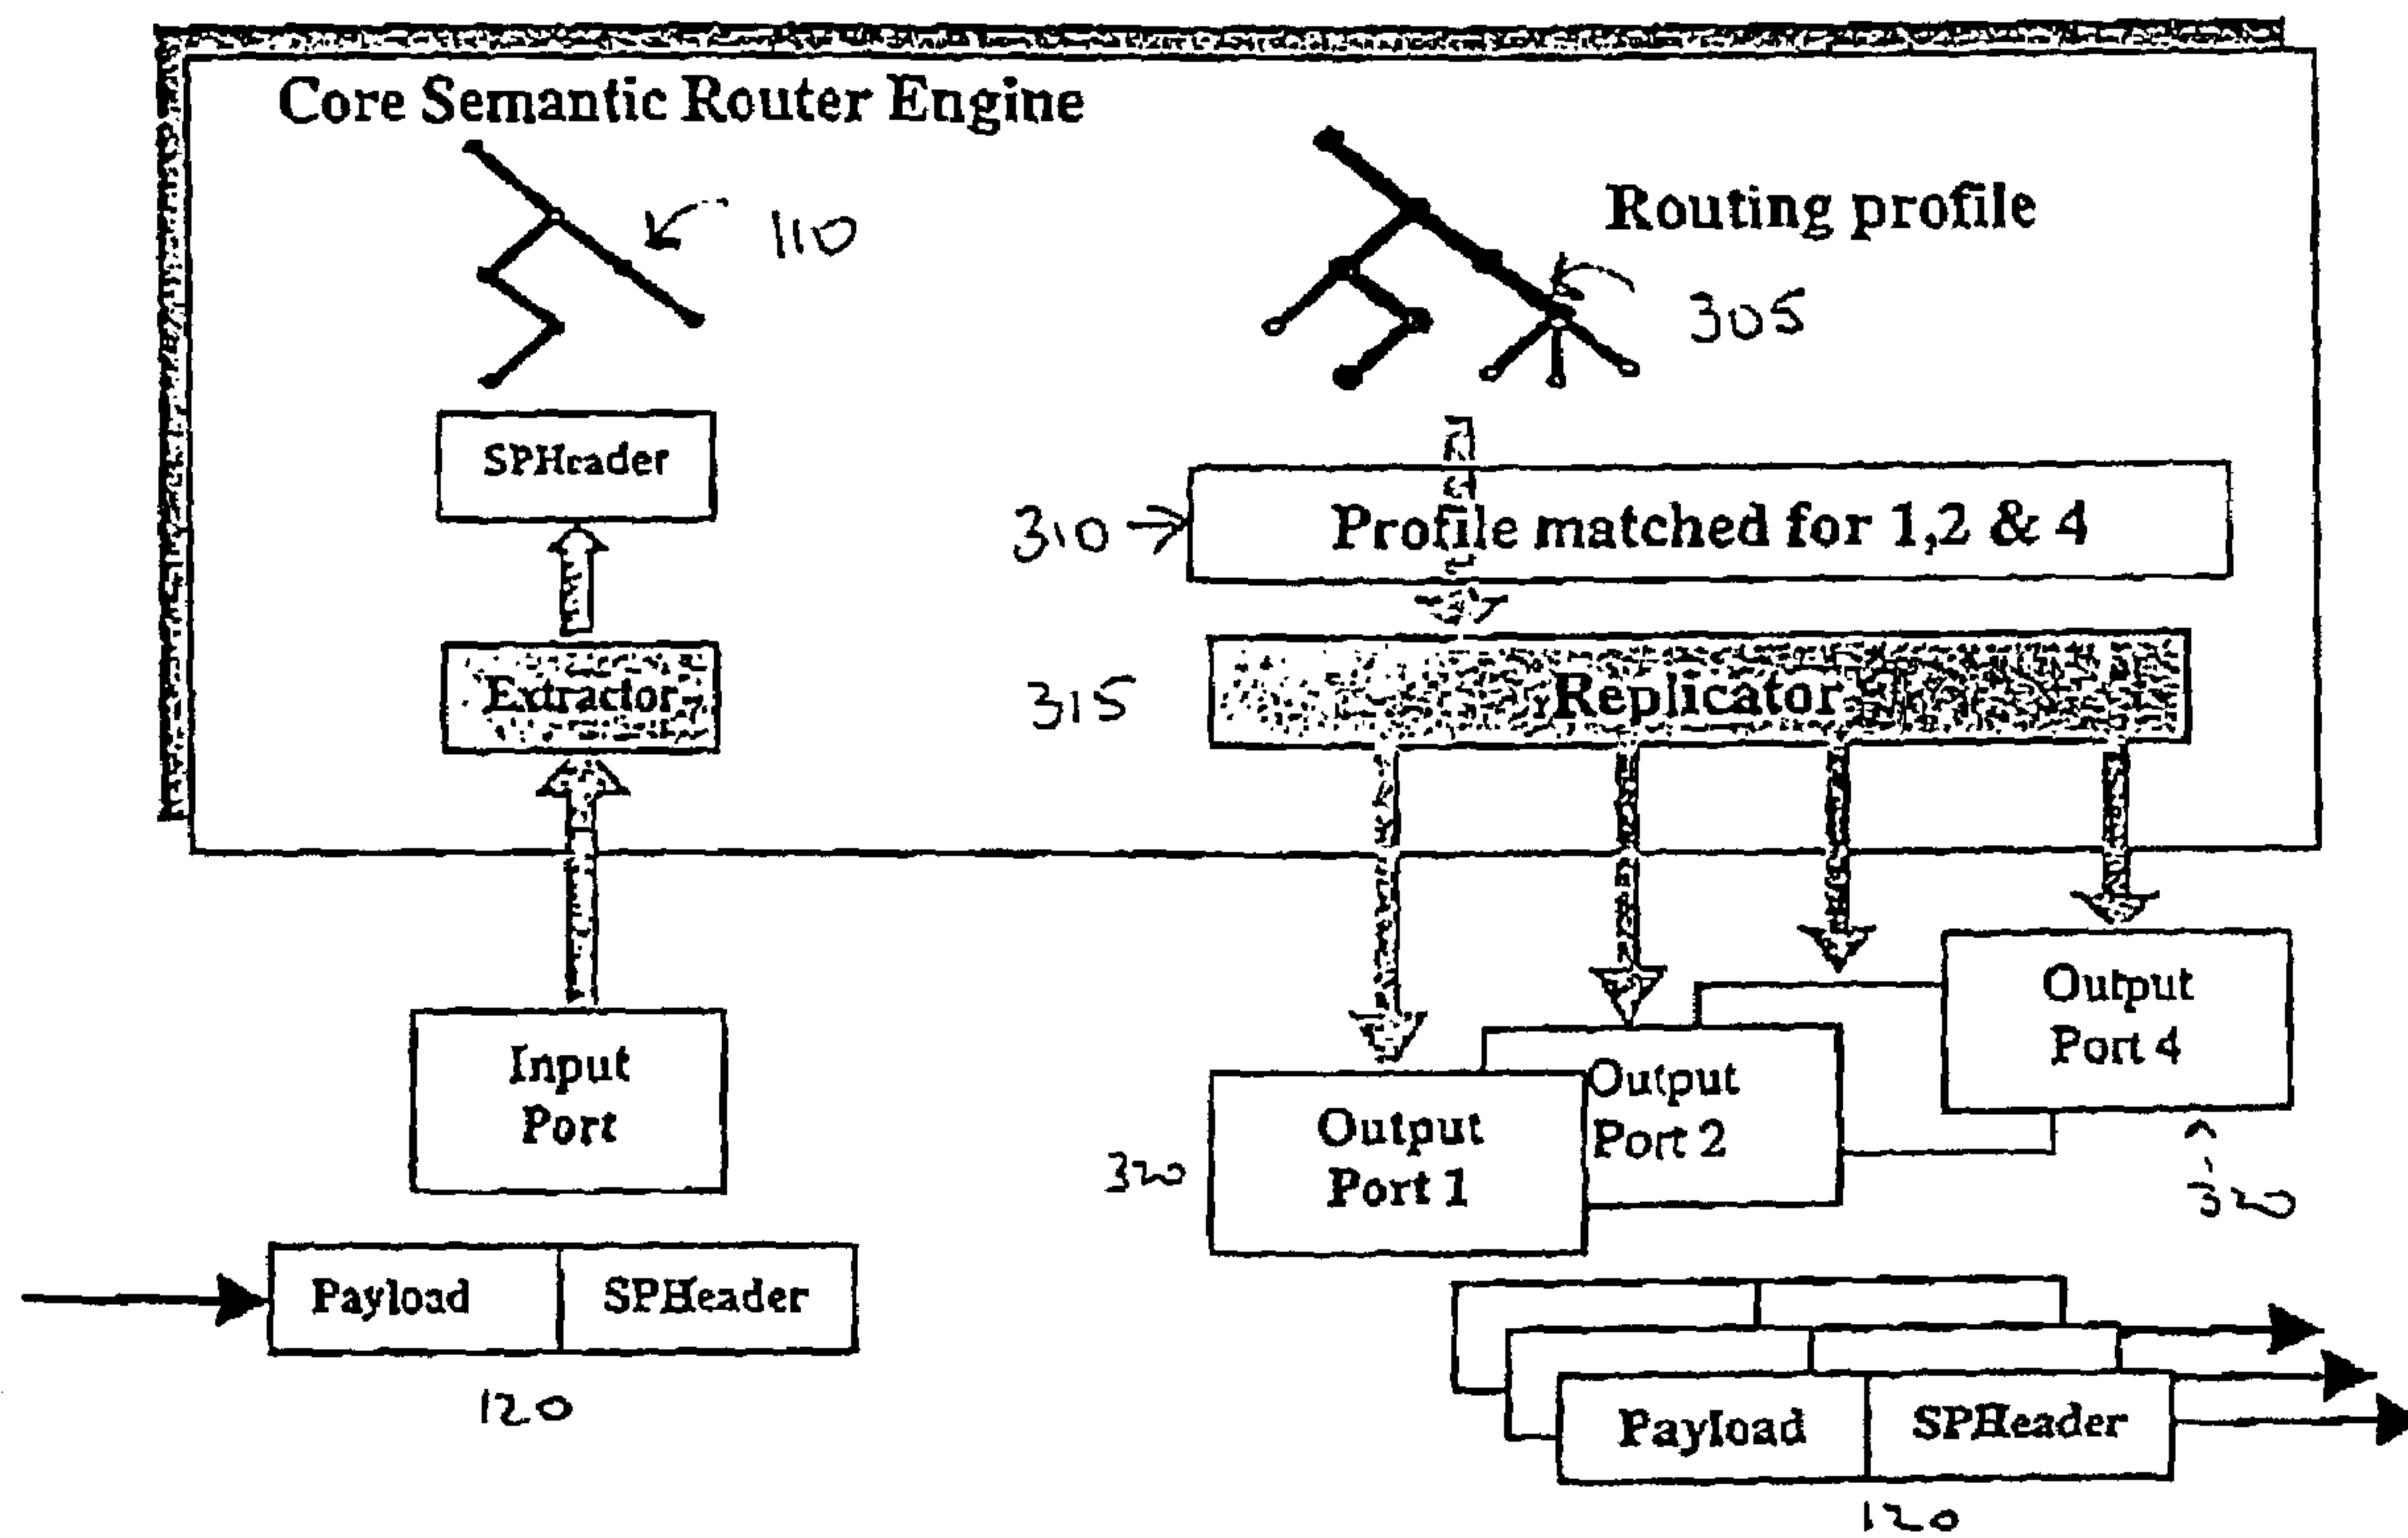 Core Semantic Router Engine
110
Routing profile
305
SPHeader
310
Profile matched for 1,2 & 4
Extractor
315
Replicator
Input
Port
Output
Port 1
Output
Port 2
Output
Port 4
320
320
Payload
SPHeader
120
Payload
SPHeader
120